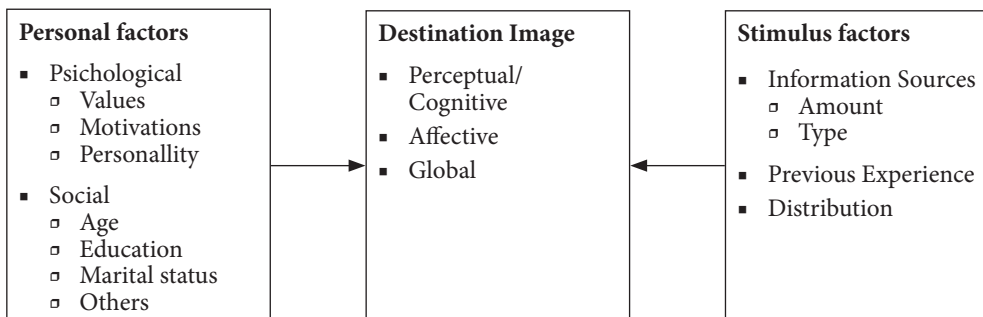 Personal factors
▪ Psichological
❒ Values
❒ Motivations
❒ Personallity
▪ Social
❒ Age
❒ Education
❒ Marital status
❒ Others
Destination Image
▪ Perceptual/
Cognitive
▪ Affective
▪ Global
Stimulus factors
▪ Information Sources
❒ Amount
❒ Type
▪ Previous Experience
▪ Distribution